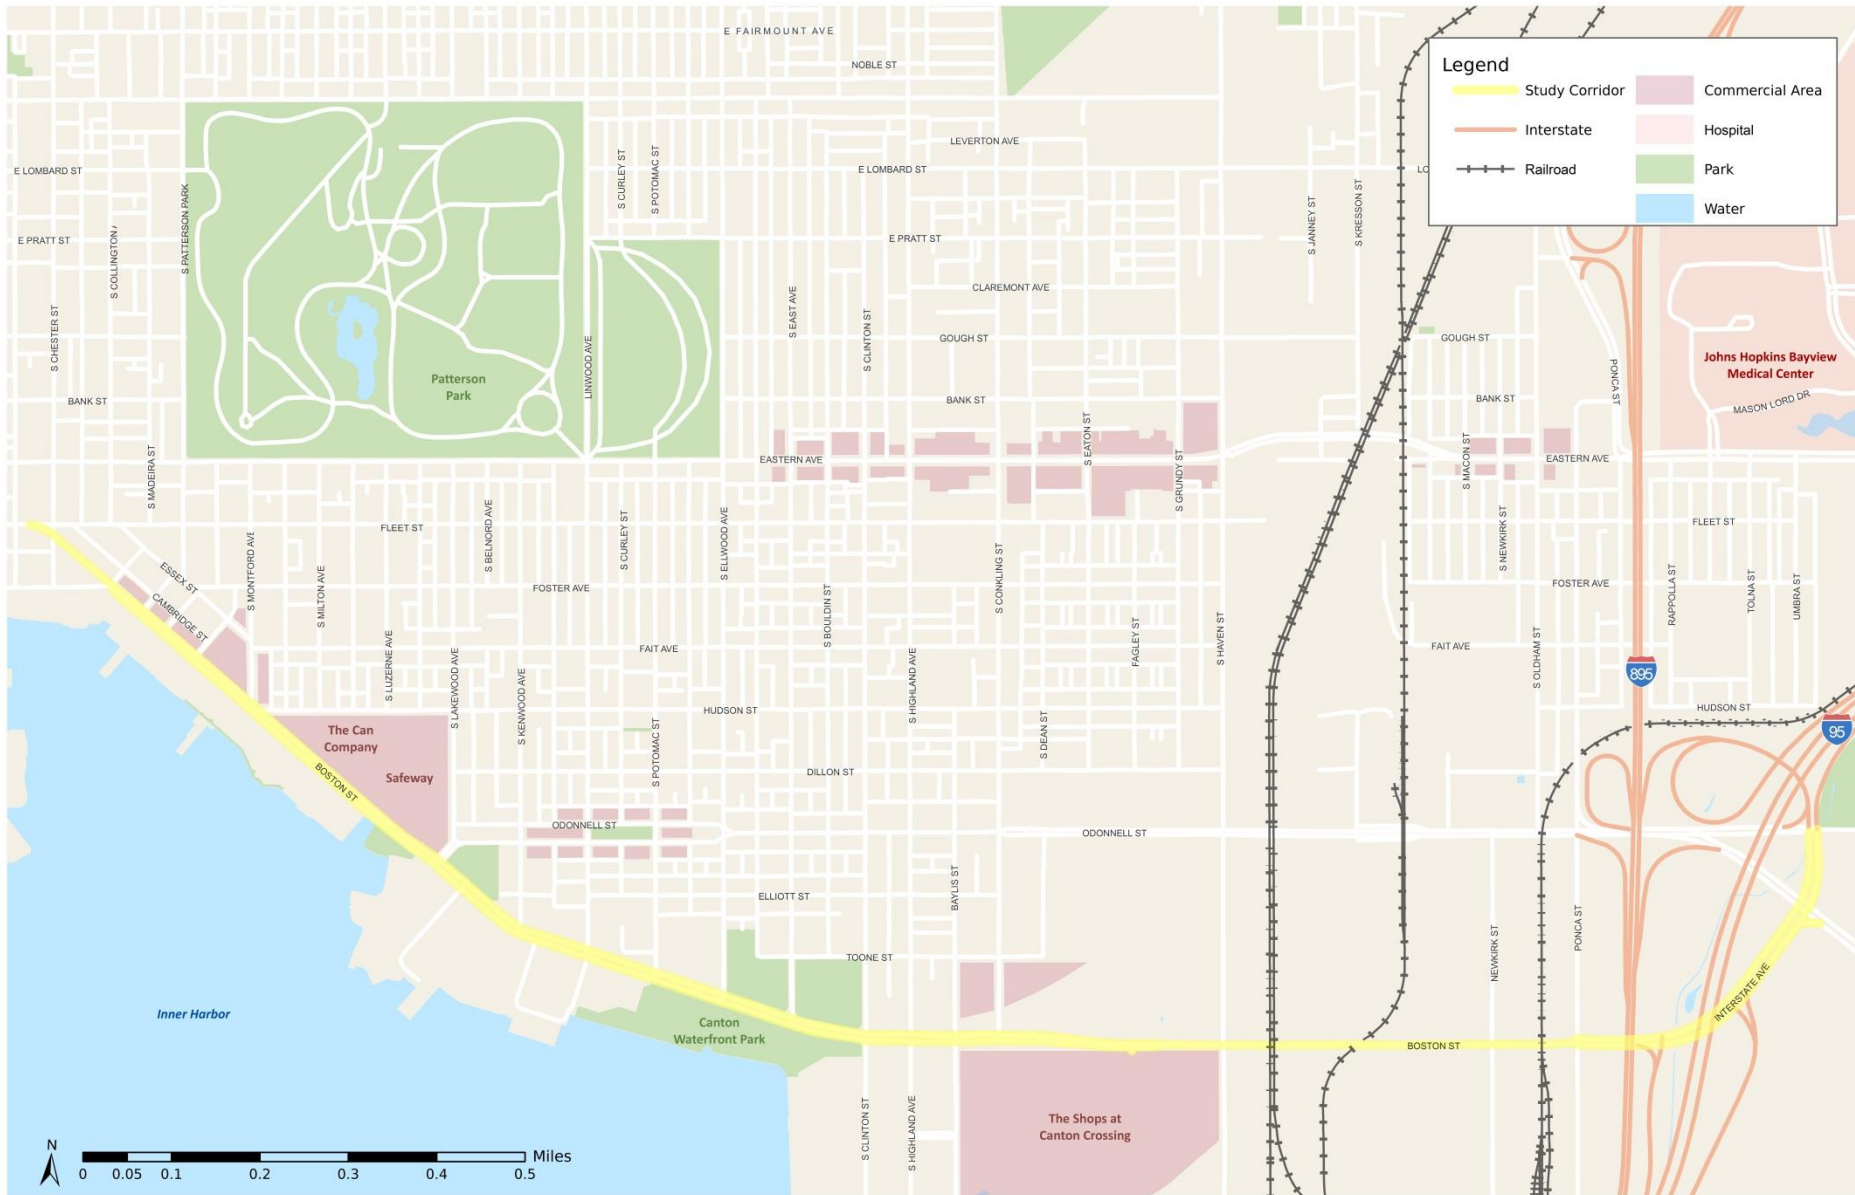 E FAIRMOUNT AVE
NOBLE ST
Legend
Study Corridor
Commercial Area
Interstate
Hospital
Railroad
Park
Water
LEVERTON AVE
E LOMBARD ST
E LOMBARD ST
LO
S CURLEY ST
S POTOMAC ST
S PATTERSON PARK
S COLLINGTON A
E PRATT ST
E PRATT ST
S JANNEY ST
S KRESSON ST
CLAREMONT AVE
S CHESTER ST
S EAST AVE
S CLINTON ST
GOUGH ST
GOUGH ST
LINWOOD AVE
PONCA ST
Johns Hopkins Bayview
Medical Center
MASON LORD DR
Patterson
Park
BANK ST
BANK ST
BANK ST
S MADEIRA ST
EASTERN AVE
S EATON ST
S GRUNDY ST
S MACON ST
EASTERN AVE
FLEET ST
S BELNORD AVE
S CURLEY ST
S ELLWOOD AVE
S NEWKIRK ST
FLEET ST
ESSEX ST
CAMBRIDGE ST
S MONTFORD AVE
S MILTON AVE
FOSTER AVE
S BOULDIN ST
S CONKLING ST
FOSTER AVE
RAPPOLLA ST
TOLNA ST
UMBRA ST
S LUZERNE AVE
S LAKEWOOD AVE
S KENWOOD AVE
FAIT AVE
S HIGHLAND AVE
FAGLEY ST
S HAVEN ST
FAIT AVE
S OLDHAM ST
895
HUDSON ST
HUDSON ST
95
The Can
Company
Safeway
BOSTON ST
S POTOMAC ST
S DEAN ST
DILLON ST
ODONNELL ST
ODONNELL ST
ELLIOTT ST
BAYLIS ST
NEWKIRK ST
PONCA ST
TOONE ST
INTERSTATE AVE
Inner Harbor
Canton
Waterfront Park
BOSTON ST
S CLINTON ST
S HIGHLAND AVE
The Shops at
Canton Crossing
N
Miles
0 0.05 0.1 0.2 0.3 0.4 0.5